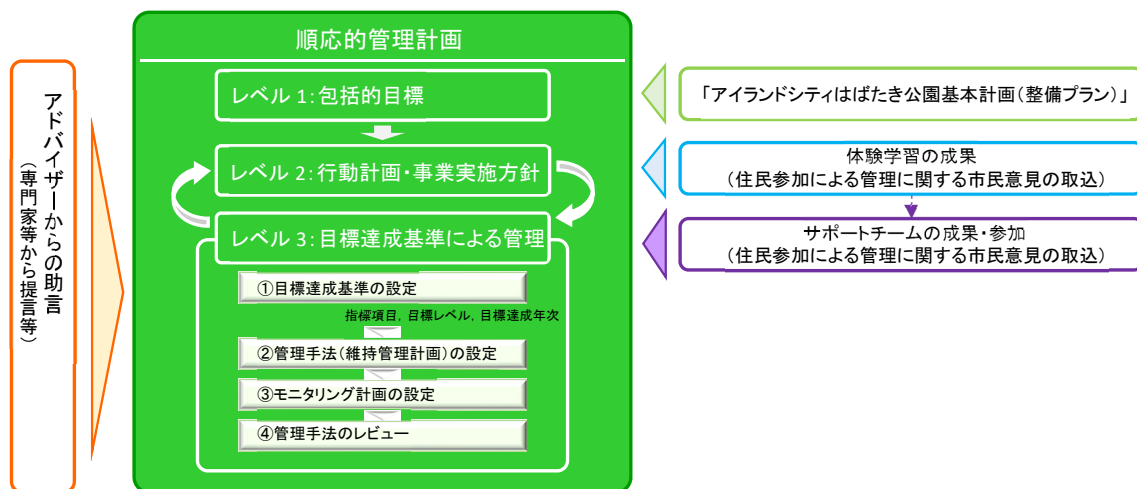 アドバイザーからの助言
（専門家等から提言等）
順応的管理計画
レベル 1：包括的目標
レベル 2：行動計画・事業実施方針
レベル 3：目標達成基準による管理
①目標達成基準の設定
指標項目, 目標レベル, 目標達成年次
②管理手法（維持管理計画）の設定
③モニタリング計画の設定
④管理手法のレビュー
「アイランドシティはばたき公園基本計画（整備プラン）」
体験学習の成果
（住民参加による管理に関する市民意見の取込）
サポートチームの成果・参加
（住民参加による管理に関する市民意見の取込）